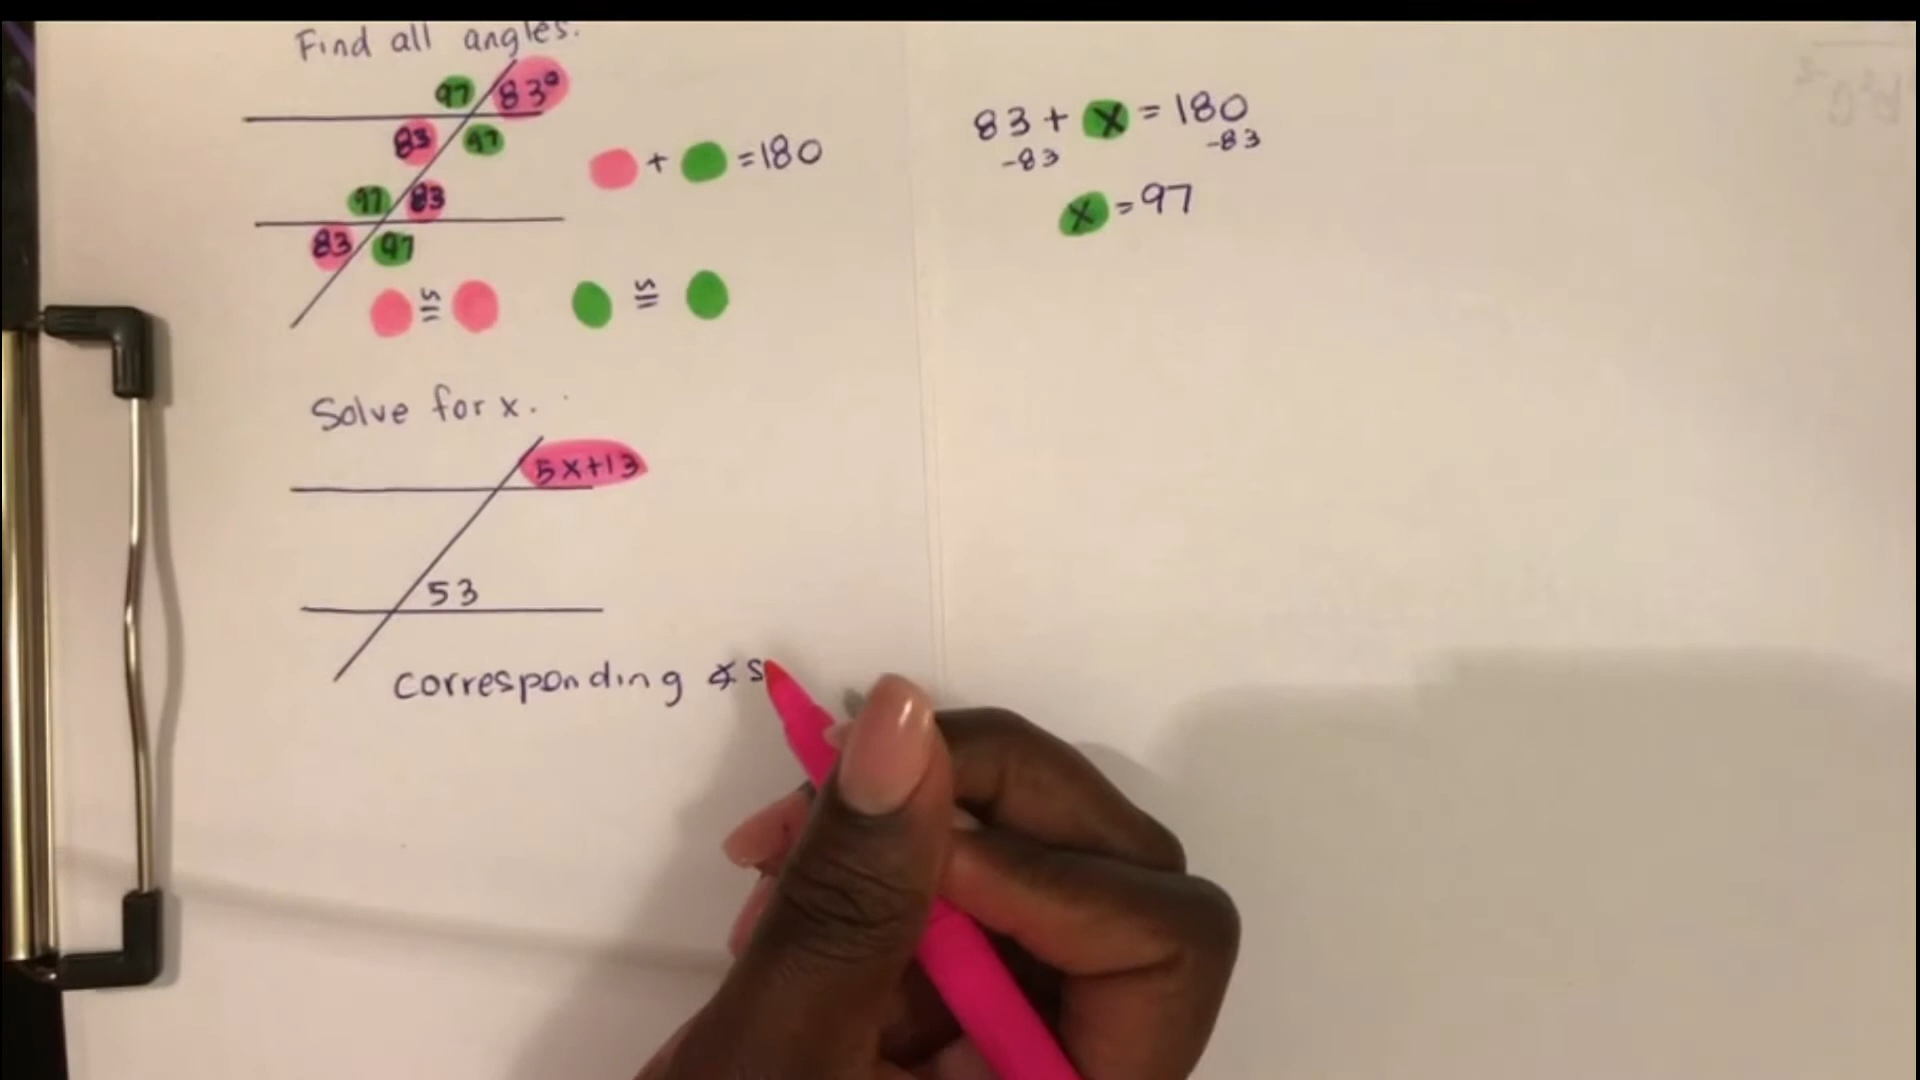 Find all angles.
97 83°
83 97
97 83
83 97
+ =180
≅ ≅
83 + x = 180
-83 -83
x = 97
Solve for x.
5x+13
53
corresponding ∡s